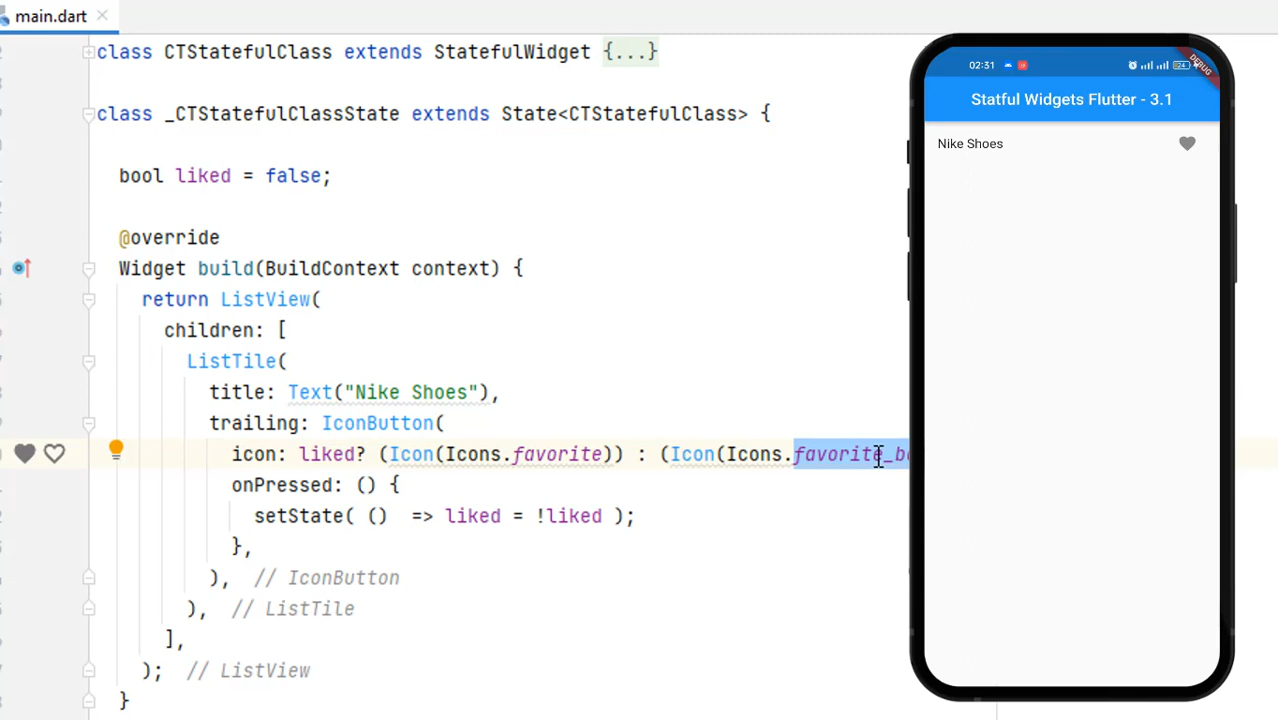 main.dart
class CTStatefulClass extends StatefulWidget {...}
class _CTStatefulClassState extends State<CTStatefulClass> {
bool liked = false;
@override
Widget build(BuildContext context) {
return ListView(
children: [
ListTile(
title: Text("Nike Shoes"),
trailing: IconButton(
icon: liked? (Icon(Icons.favorite)) : (Icon(Icons.favorite_b
onPressed: () {
setState( () => liked = !liked );
},
), // IconButton
), // ListTile
],
); // ListView
}
02:31
24
DEBUG
Statful Widgets Flutter - 3.1
Nike Shoes